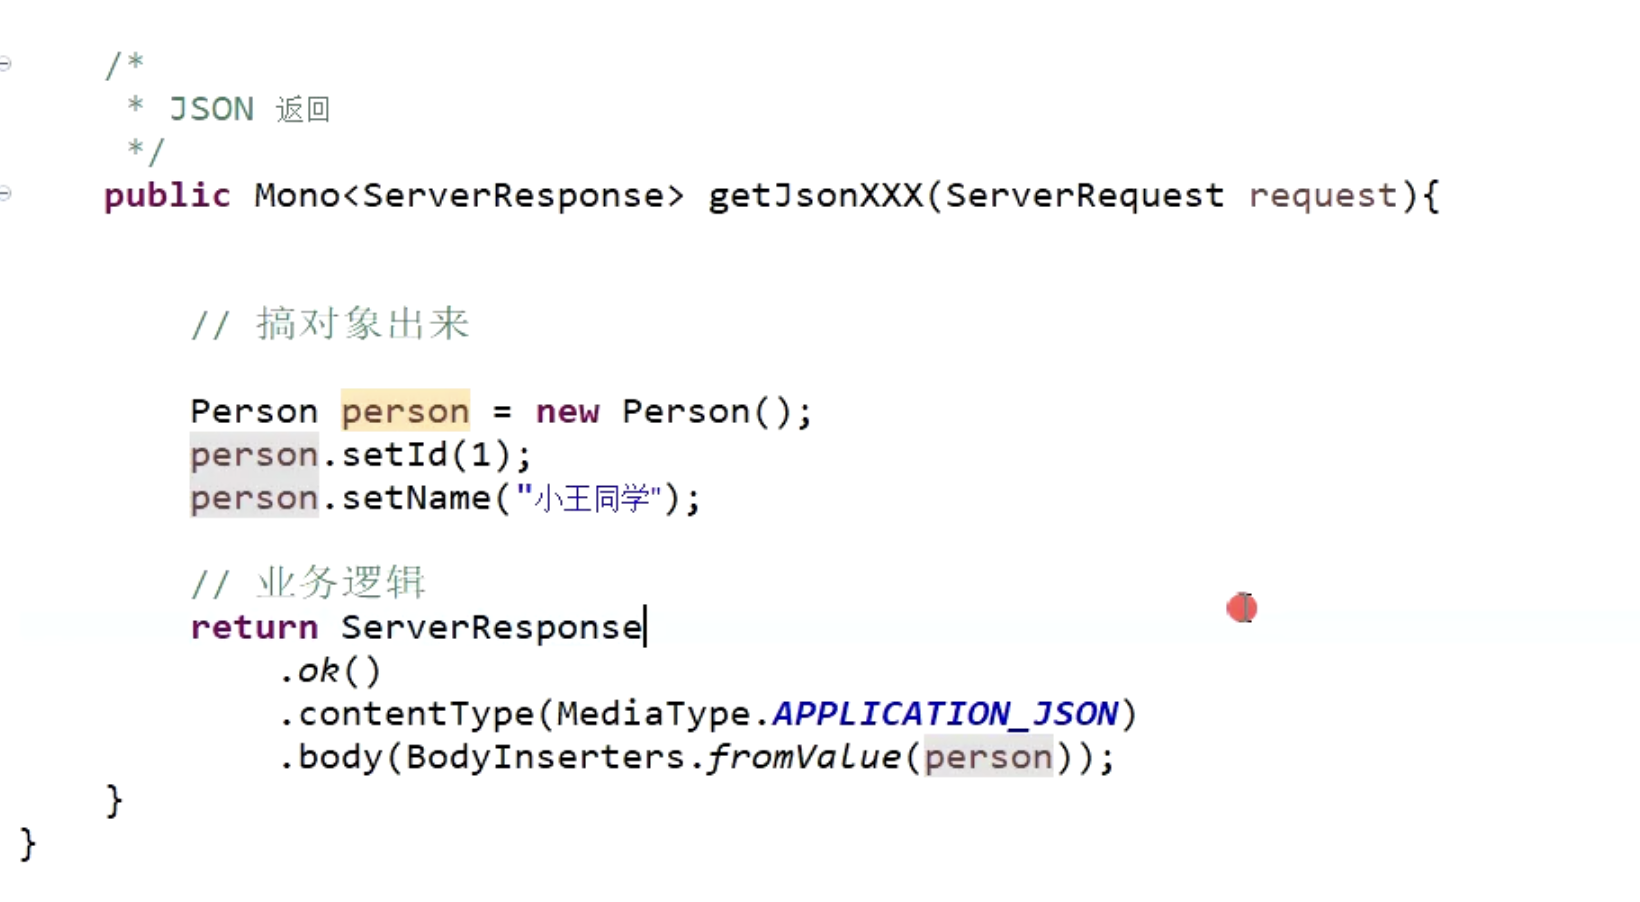 /*
 * JSON 返回
 */
public Mono<ServerResponse> getJsonXXX(ServerRequest request){
// 搞对象出来
Person person = new Person();
person.setId(1);
person.setName("小王同学");
// 业务逻辑
return ServerResponse
.ok()
.contentType(MediaType.APPLICATION_JSON)
.body(BodyInserters.fromValue(person));
}
}